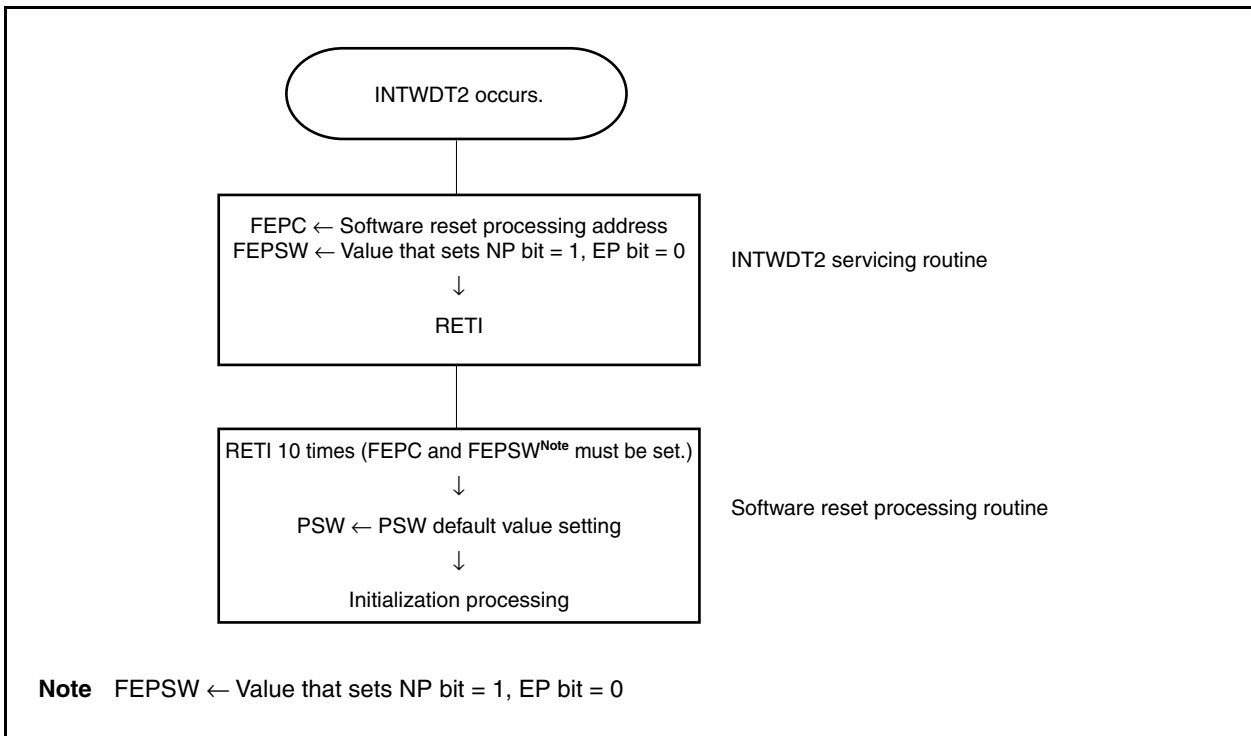 INTWDT2 occurs.
FEPC ← Software reset processing address
FEPSW ← Value that sets NP bit = 1, EP bit = 0
↓
RETI
INTWDT2 servicing routine
RETI 10 times (FEPC and FEPSWNote must be set.)
↓
PSW ← PSW default value setting
↓
Initialization processing
Software reset processing routine
Note FEPSW ← Value that sets NP bit = 1, EP bit = 0